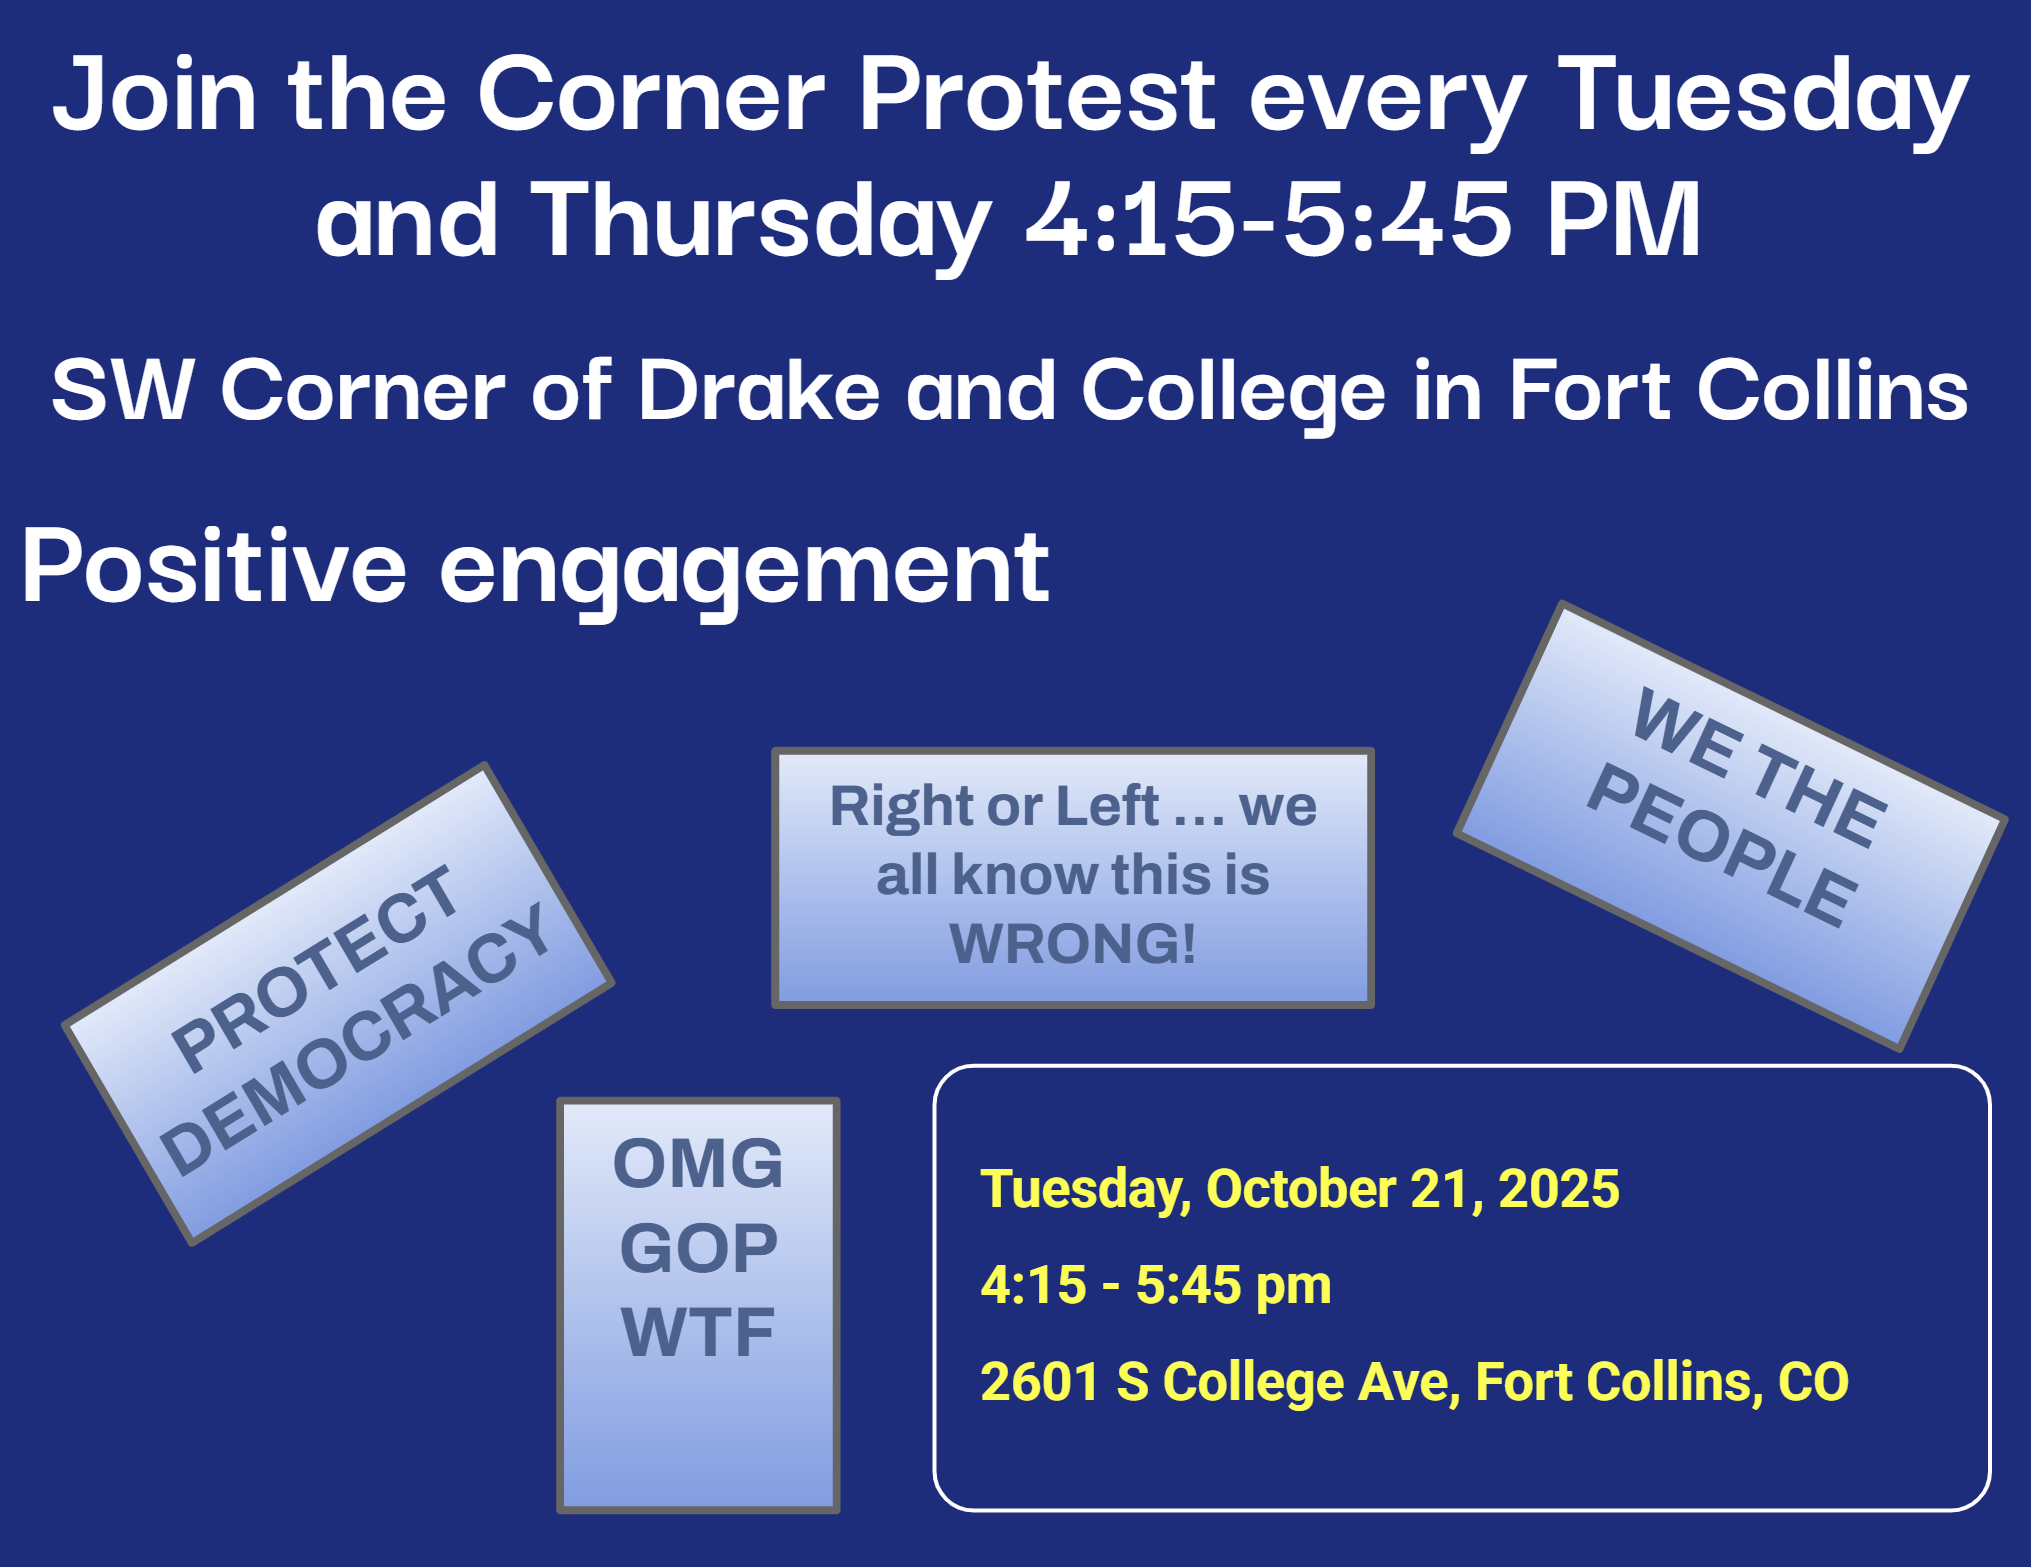 Join the Corner Protest every Tuesday
and Thursday 4:15-5:45 PM
SW Corner of Drake and College in Fort Collins
Positive engagement
WE THE
PEOPLE
Right or Left ... we
all know this is
WRONG!
PROTECT
DEMOCRACY
OMG
GOP
WTF
Tuesday, October 21, 2025
4:15 - 5:45 pm
2601 S College Ave, Fort Collins, CO